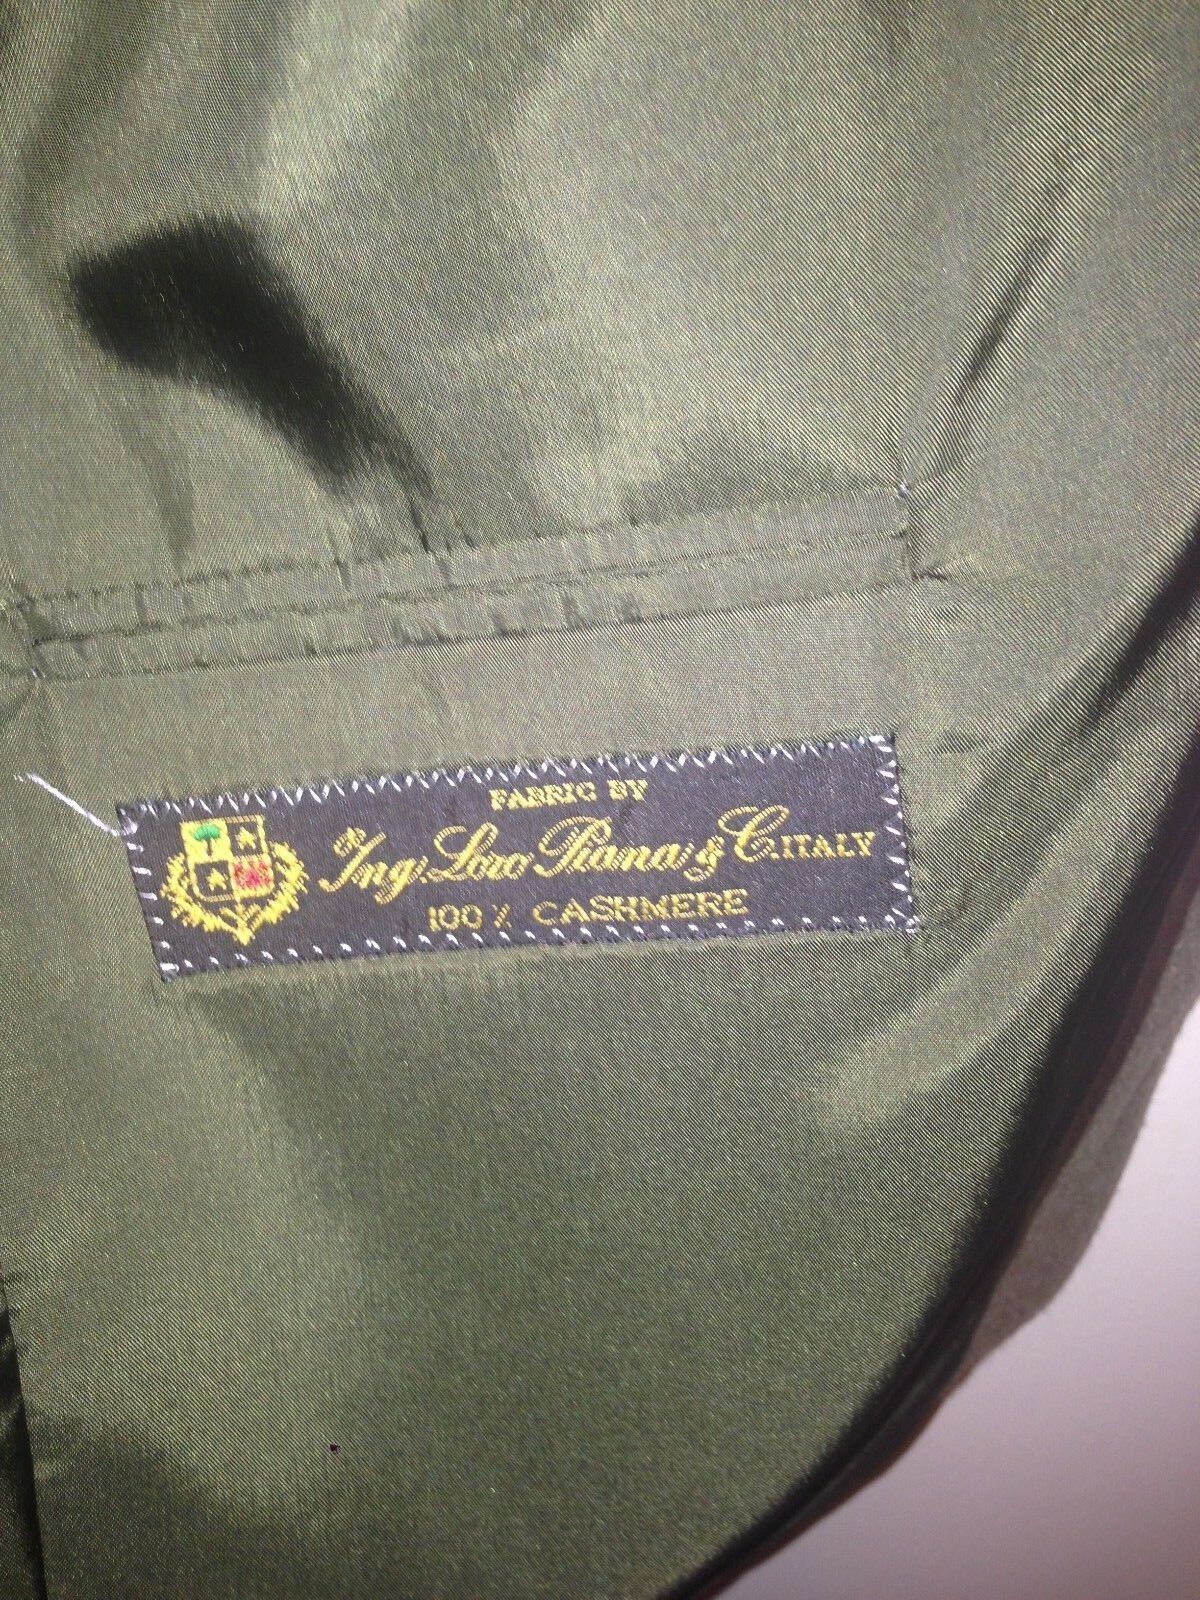 FABRIC BY
Ing. Loro Piana & C. ITALY
100% CASHMERE